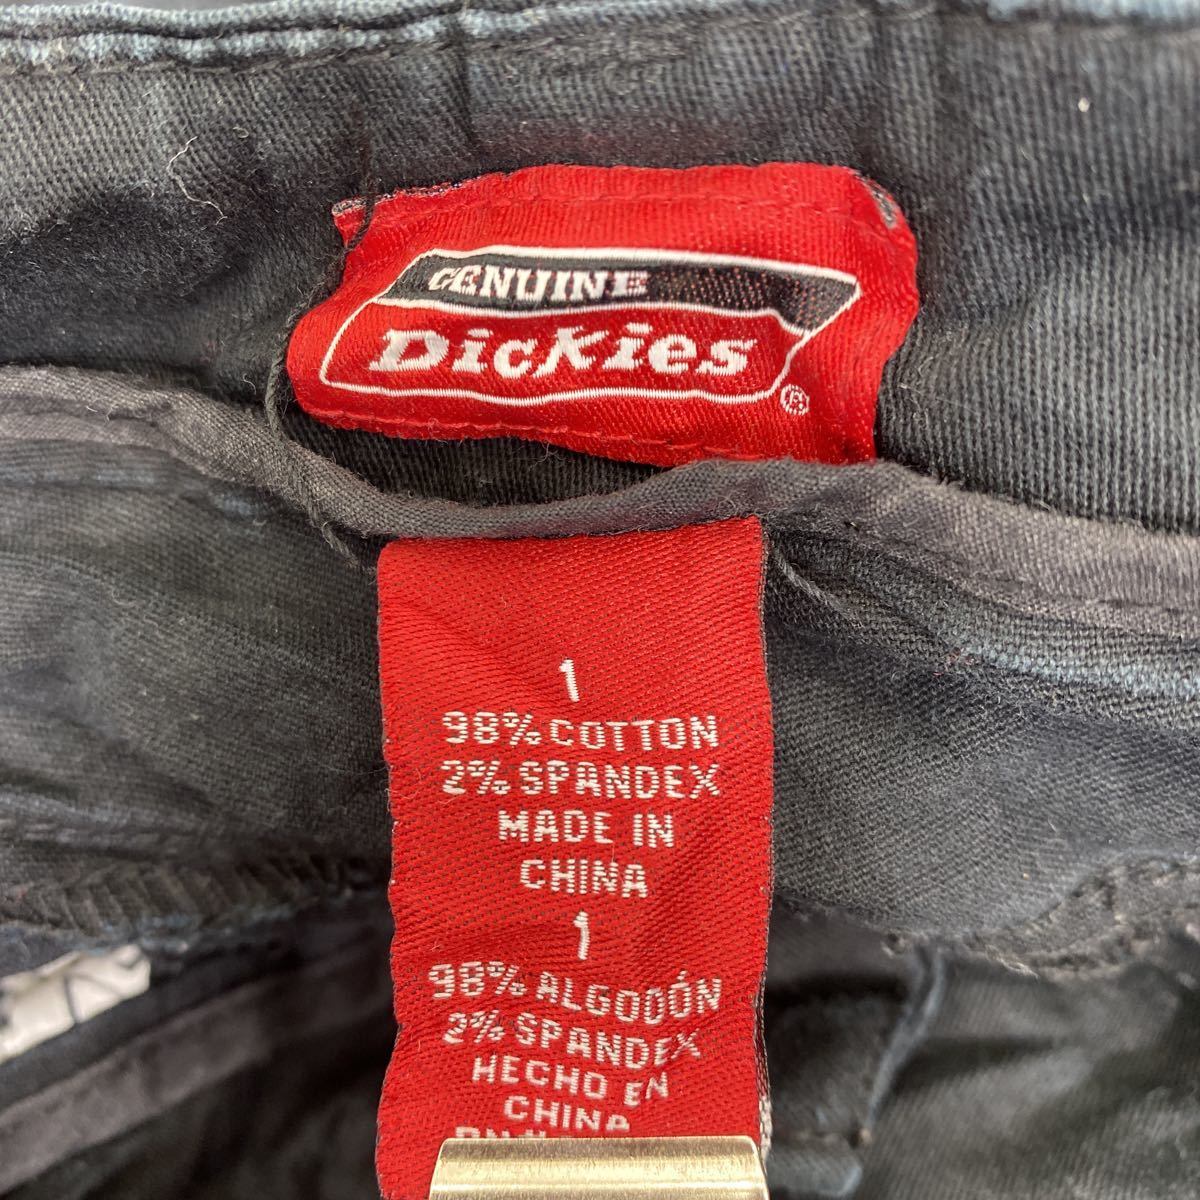 GENUINE
Dickies
®
1
98% COTTON
2% SPANDEX
MADE IN
CHINA
1
98% ALGODÓN
2% SPANDEX
HECHO EN
CHINA